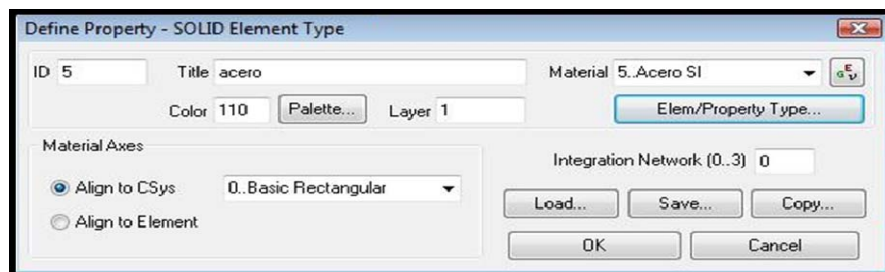 Define Property - SOLID Element Type
ID 5 Title acero Material 5..Acero SI
Color 110 Palette... Layer 1 Elem/Property Type...
Material Axes
Integration Network (0..3) 0
Align to CSys 0..Basic Rectangular
Load... Save... Copy...
Align to Element
OK Cancel